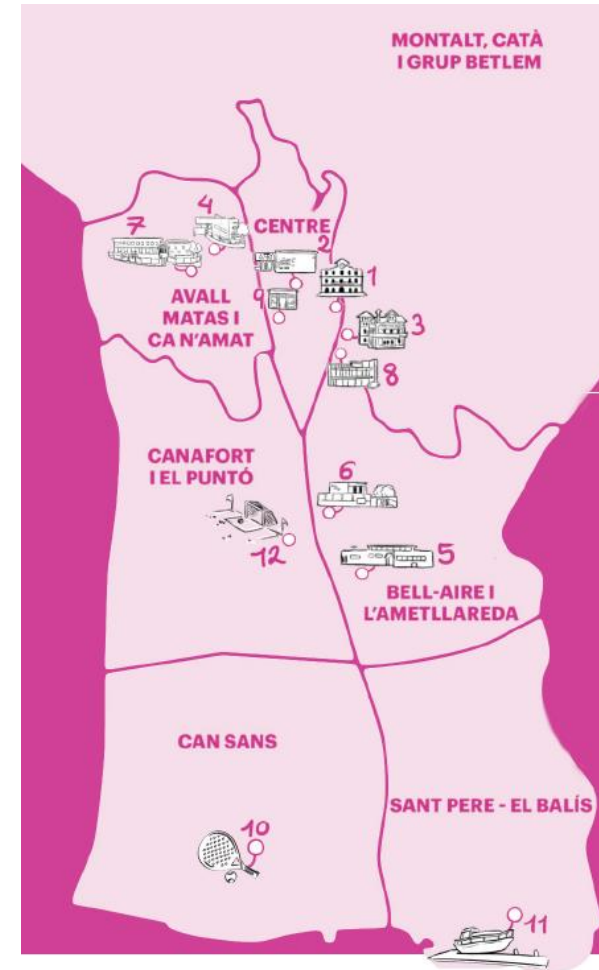 MONTALT, CATÀ
I GRUP BETLEM
4
7
CENTRE
2
1
9
AVALL
MATAS I
CA N'AMAT
3
8
CANAFORT
I EL PUNTÓ
6
12
5
BELL-AIRE I
L'AMETLLAREDA
CAN SANS
SANT PERE - EL BALÍS
10
11